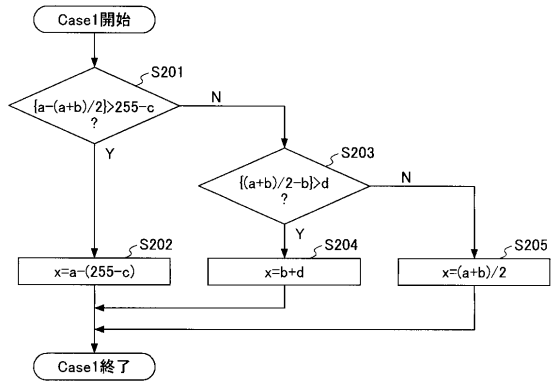 Case1開始
S201
{a-(a+b)/2}>255-c
?
N
Y
S203
{(a+b)/2-b}>d
?
N
Y
S202
x=a-(255-c)
S204
x=b+d
S205
x=(a+b)/2
Case1終了